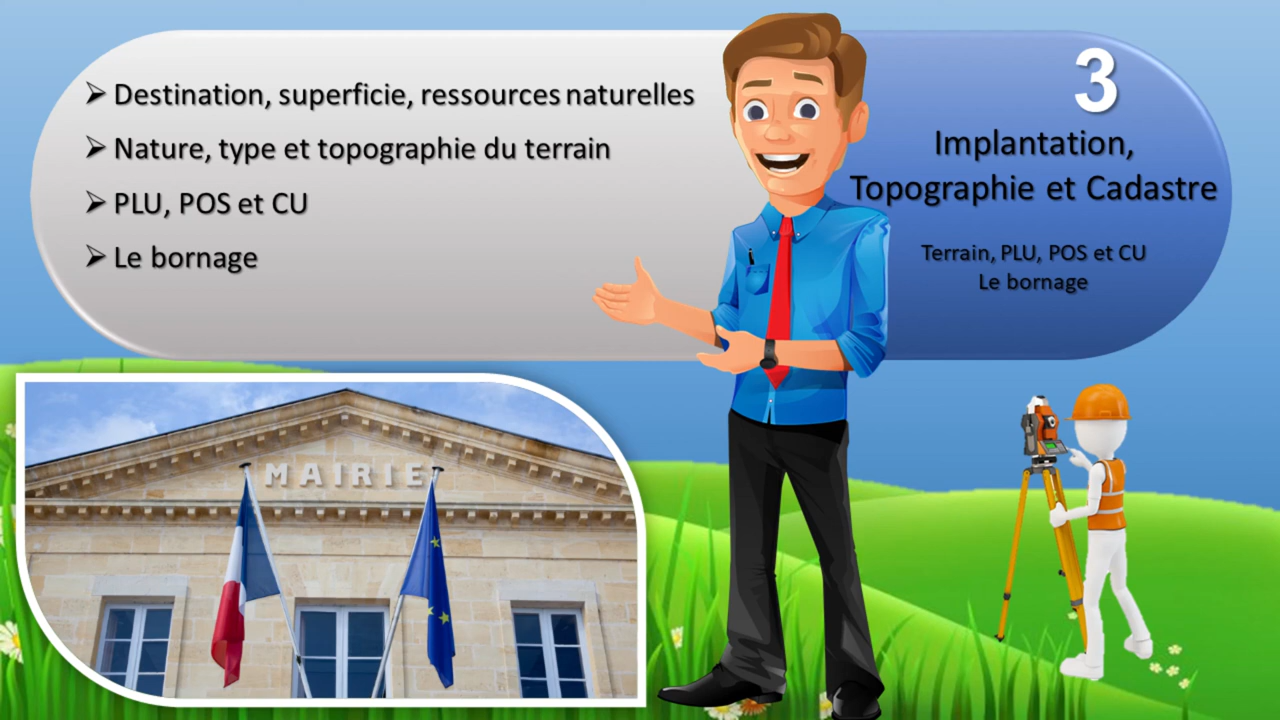 ➢ Destination, superficie, ressources naturelles
➢ Nature, type et topographie du terrain
➢ PLU, POS et CU
➢ Le bornage
3
Implantation,
Topographie et Cadastre
Terrain, PLU, POS et CU
Le bornage
MAIRIE